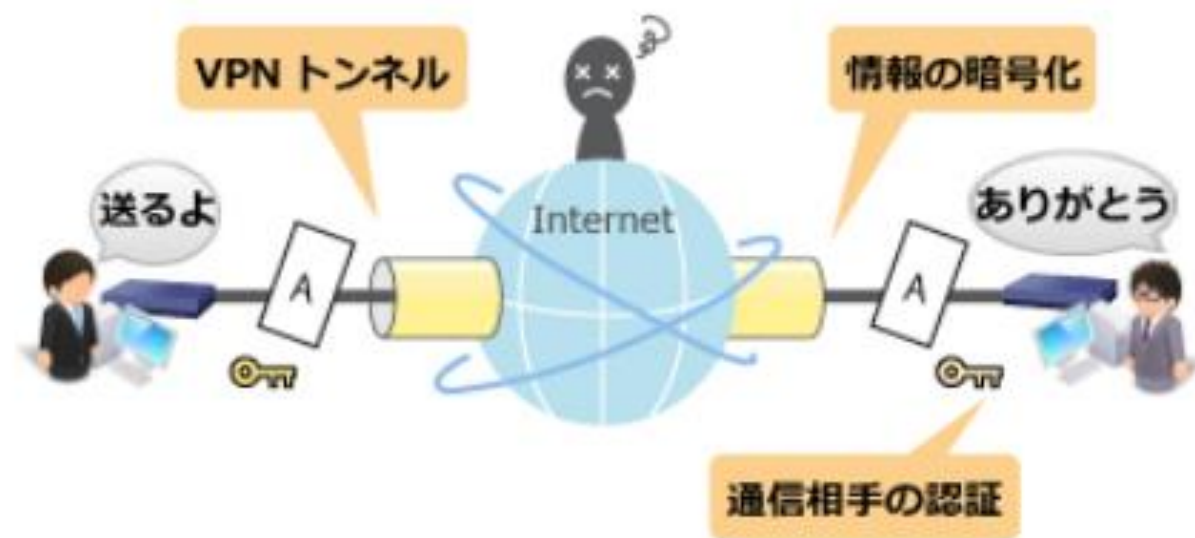 VPN トンネル
情報の暗号化
送るよ
ありがとう
Internet
A
A
通信相手の認証